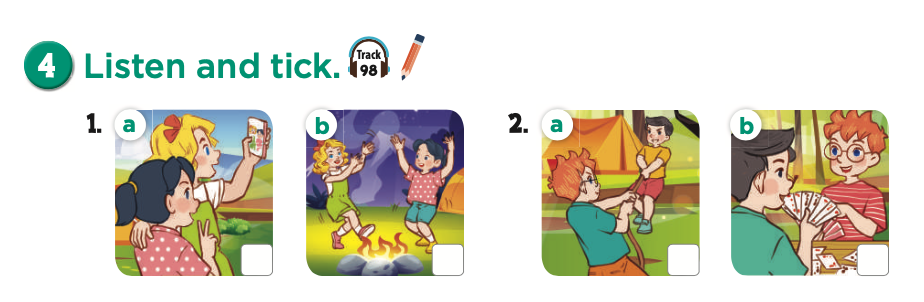 4 Listen and tick. Track 98
1. a b 2. a b